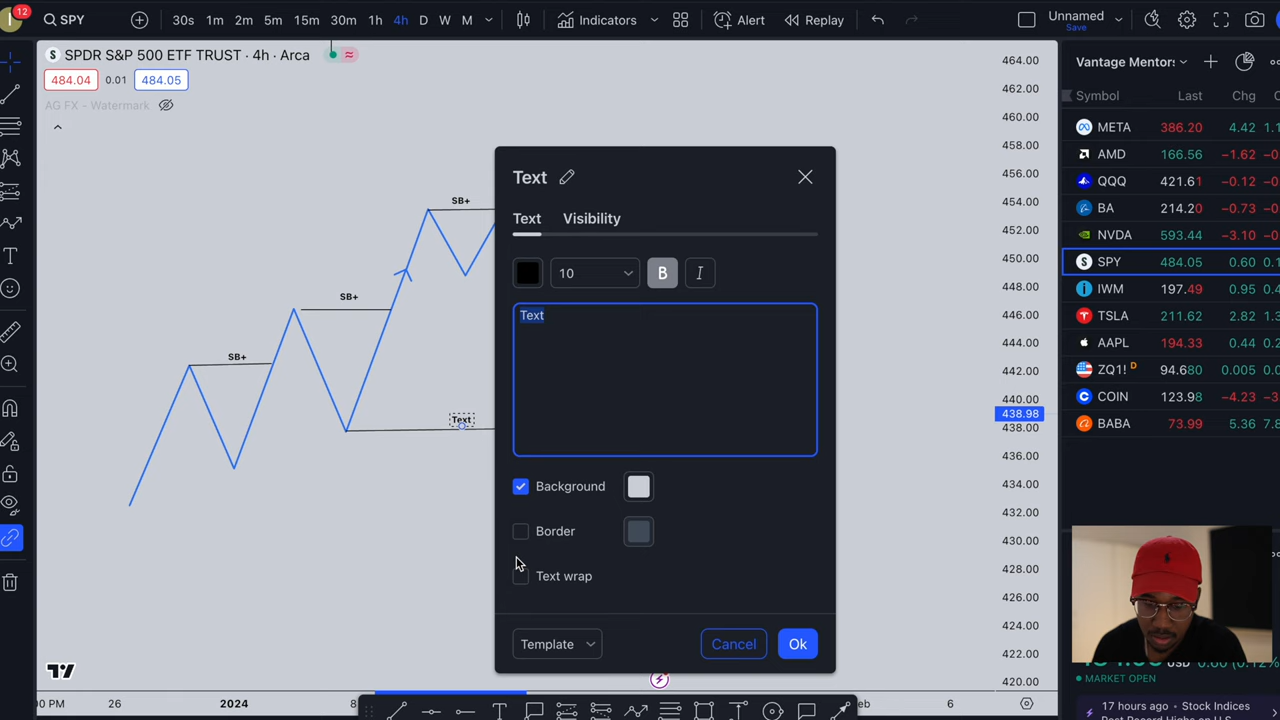 12
SPY
30s 1m 2m 5m 15m 30m 1h 4h D W M
Indicators
Alert
Replay
Unnamed
Save
S SPDR S&P 500 ETF TRUST · 4h · Arca
484.04 0.01 484.05
AG FX - Watermark
SB+
SB+
SB+
Text
Text
Text Visibility
10 B I
Text
Background
Border
Text wrap
Template Cancel Ok
464.00
462.00
460.00
458.00
456.00
454.00
452.00
450.00
448.00
446.00
444.00
442.00
440.00
438.98
438.00
436.00
434.00
432.00
430.00
428.00
426.00
424.00
422.00
420.00
Vantage Mentors
Symbol Last Chg
META 386.20 4.42
AMD 166.56 −1.62
QQQ 421.61 −0.12
BA 214.20 −0.73
NVDA 593.44 −3.10
S SPY 484.05 0.60
IWM 197.49 0.95
TSLA 211.62 2.82
AAPL 194.33 0.44
ZQ1! D 94.680 0.005
COIN 123.98 −4.23
BABA 73.99 5.36
USD
MARKET OPEN
17 hours ago • Stock Indices
26 2024 6